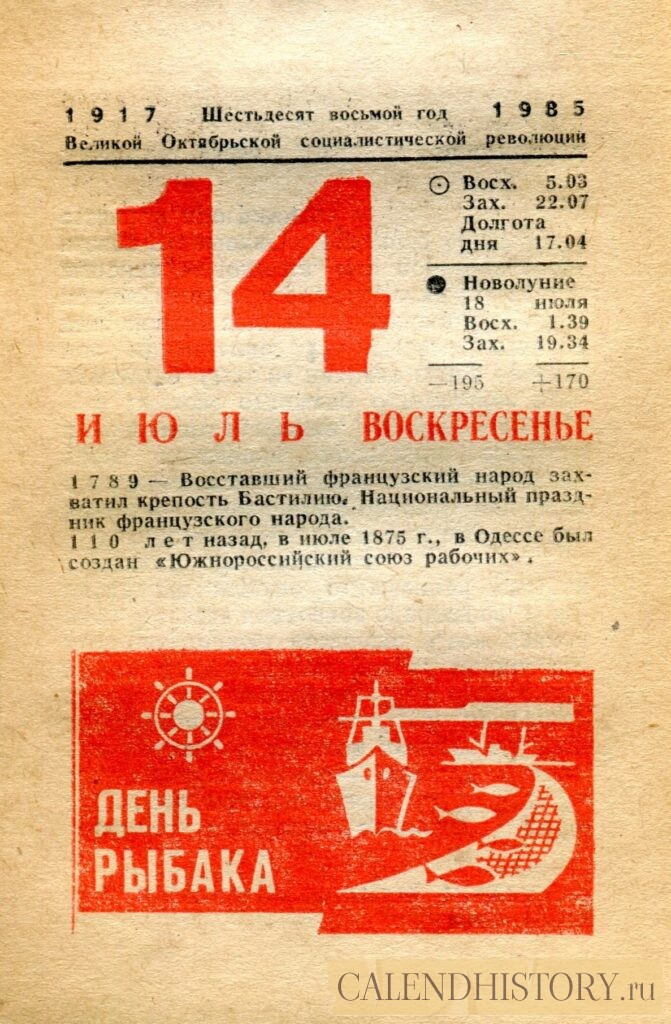 1917 Шестьдесят восьмой год 1985
Великой Октябрьской социалистической революции
14
Восх. 5.03
Зах. 22.07
Долгота
дня 17.04
Новолуние
18 июля
Восх. 1.39
Зах. 19.34
—195 +170
ИЮЛЬ ВОСКРЕСЕНЬЕ
1789 — Восставший французский народ зах-
ватил крепость Бастилию. Национальный празд-
ник французского народа.
110 лет назад, в июле 1875 г., в Одессе был
создан «Южнороссийский союз рабочих».
ДЕНЬ
РЫБАКА
CALENDHISTORY.ru